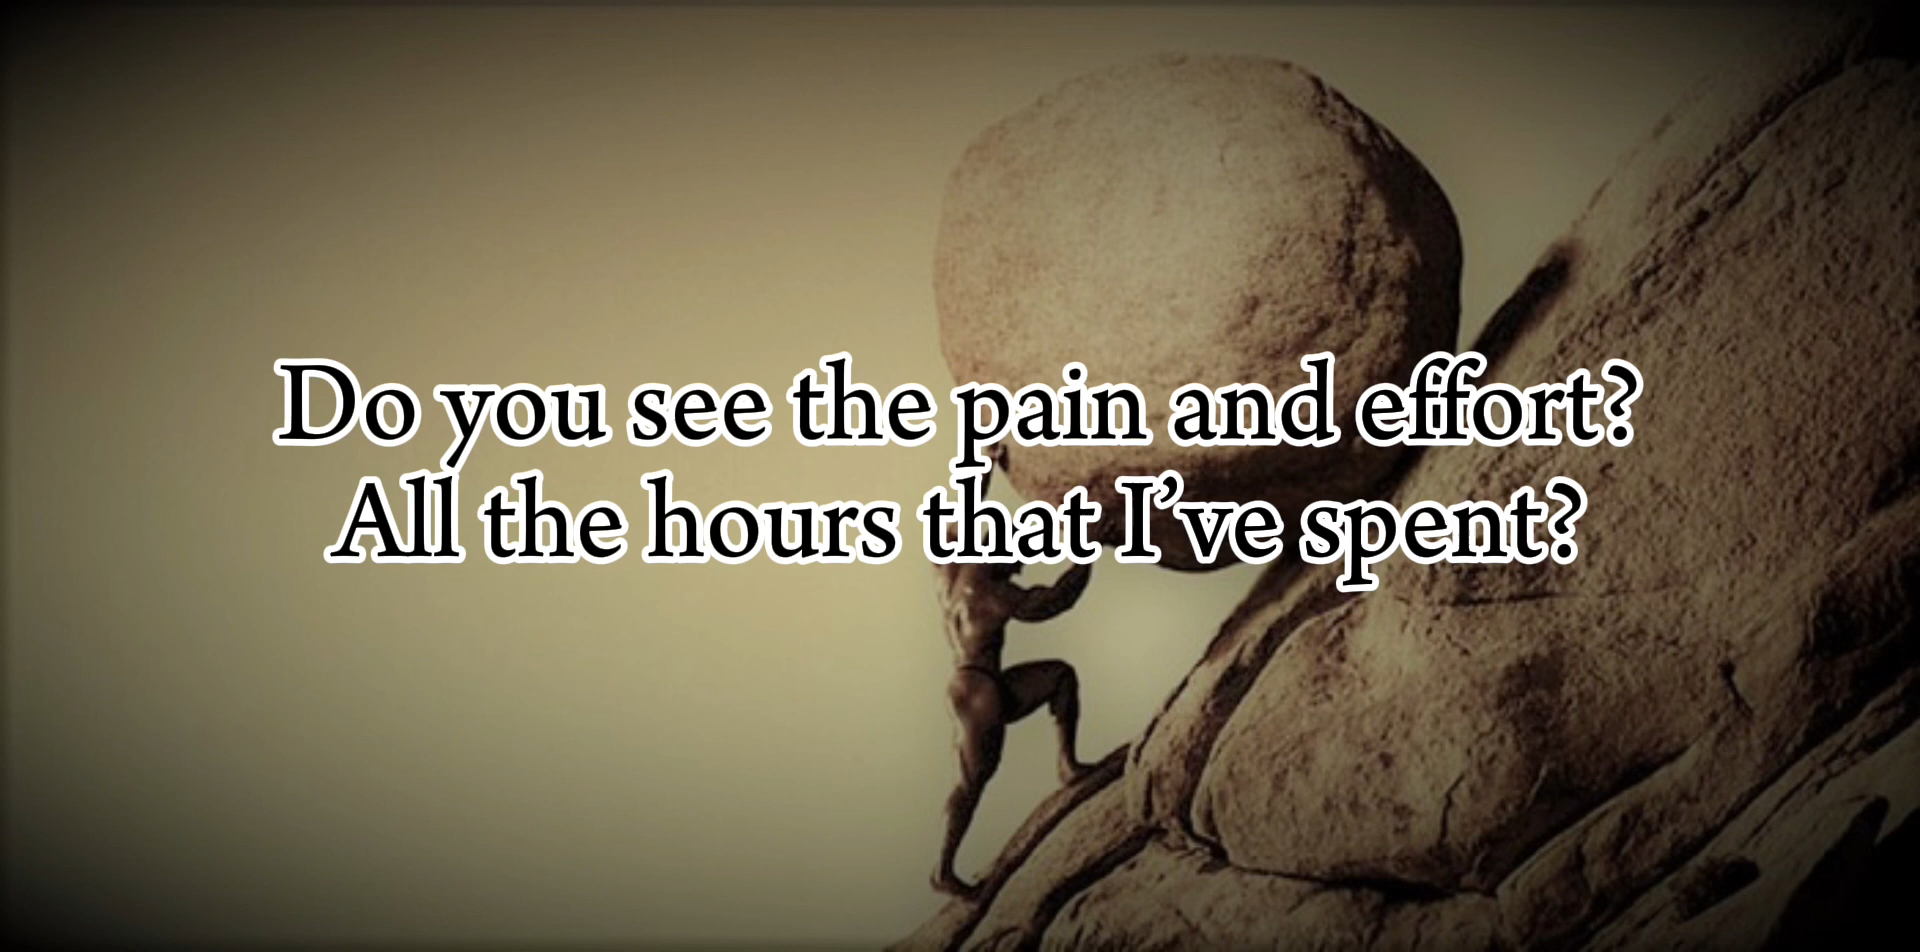 Do you see the pain and effort?
All the hours that I’ve spent?